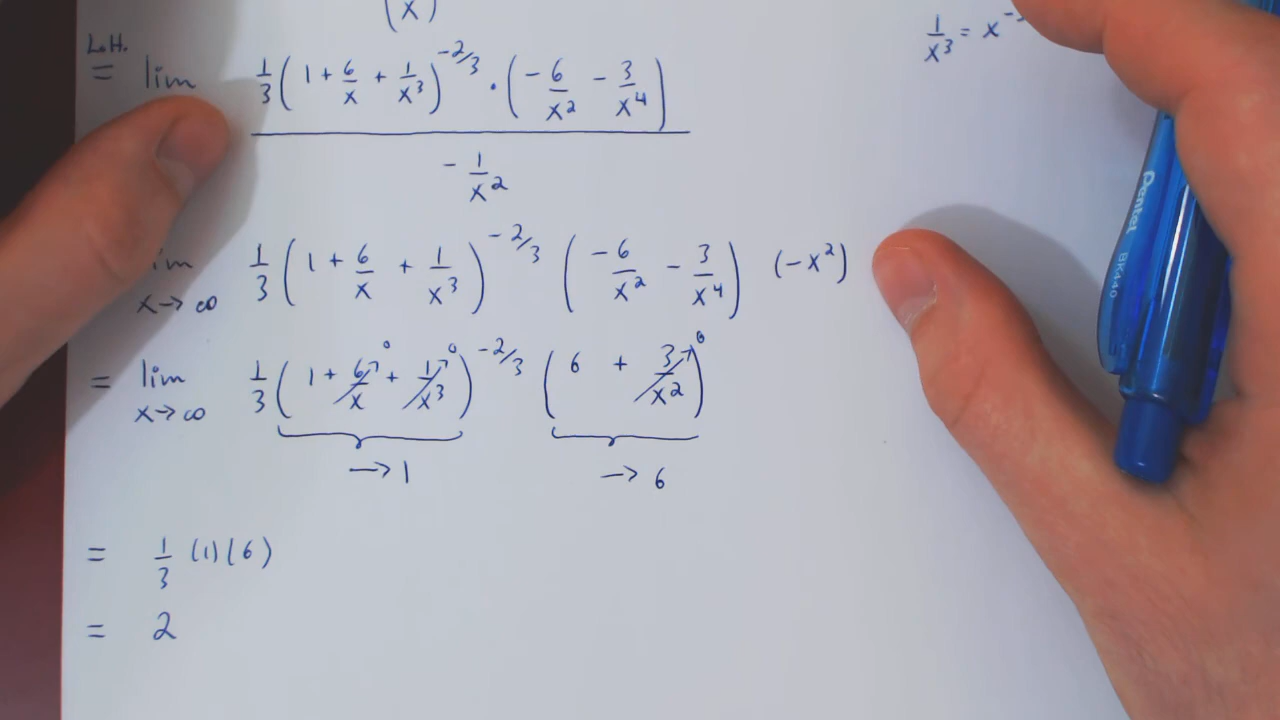 (x)
1/x³ = x⁻
L.H.
= lim 1/3 (1 + 6/x + 1/x³)^(-2/3) · (-6/x² - 3/x⁴)
-1/x²
im x→∞ 1/3 (1 + 6/x + 1/x³)^(-2/3) (-6/x² - 3/x⁴) (-x²)
= lim x→∞ 1/3 (1 + 6/x↗0 + 1/x³↗0)^(-2/3) (6 + 3/x²↗0)
→ 1 → 6
= 1/3 (1)(6)
= 2
Pentel BK440